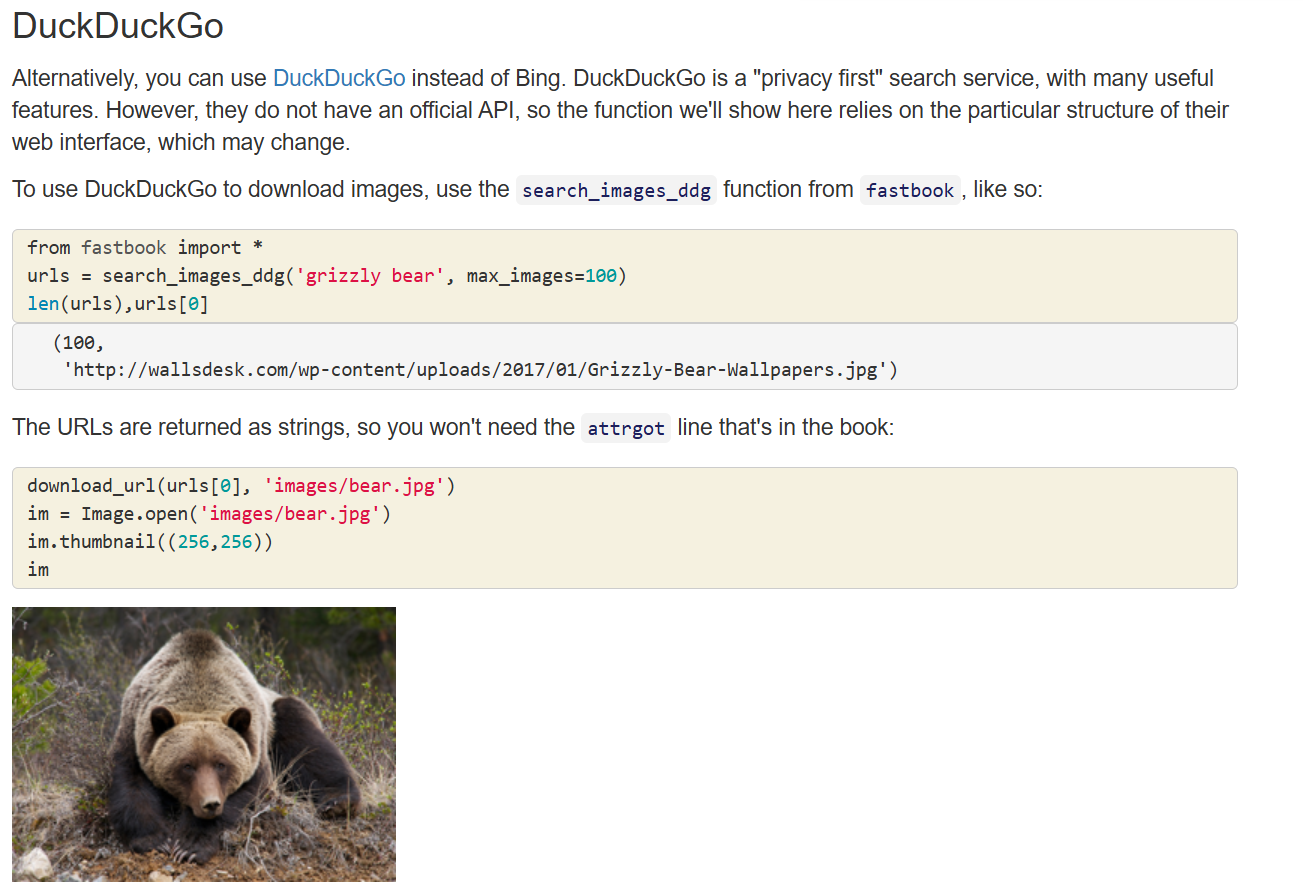 DuckDuckGo
Alternatively, you can use DuckDuckGo instead of Bing. DuckDuckGo is a "privacy first" search service, with many useful
features. However, they do not have an official API, so the function we'll show here relies on the particular structure of their
web interface, which may change.
To use DuckDuckGo to download images, use the search_images_ddg function from fastbook, like so:
from fastbook import *
urls = search_images_ddg('grizzly bear', max_images=100)
len(urls),urls[0]
(100,
'http://wallsdesk.com/wp-content/uploads/2017/01/Grizzly-Bear-Wallpapers.jpg')
The URLs are returned as strings, so you won't need the attrgot line that's in the book:
download_url(urls[0], 'images/bear.jpg')
im = Image.open('images/bear.jpg')
im.thumbnail((256,256))
im